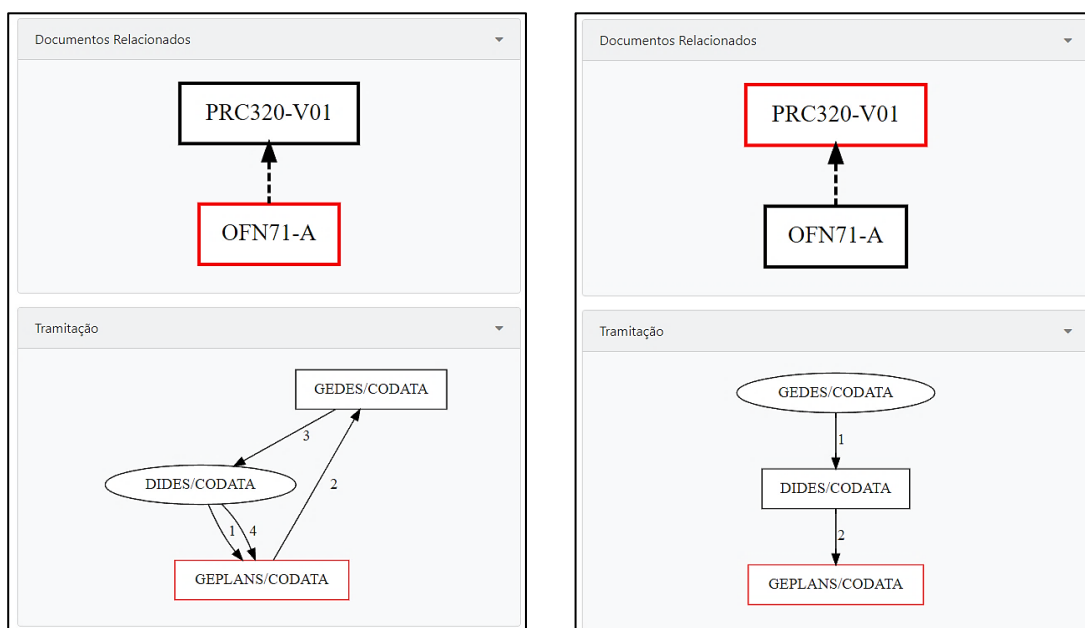 Documentos Relacionados
PRC320-V01
OFN71-A
Tramitação
GEDES/CODATA
3
DIDES/CODATA
2
1
4
GEPLANS/CODATA
Documentos Relacionados
PRC320-V01
OFN71-A
Tramitação
GEDES/CODATA
1
DIDES/CODATA
2
GEPLANS/CODATA